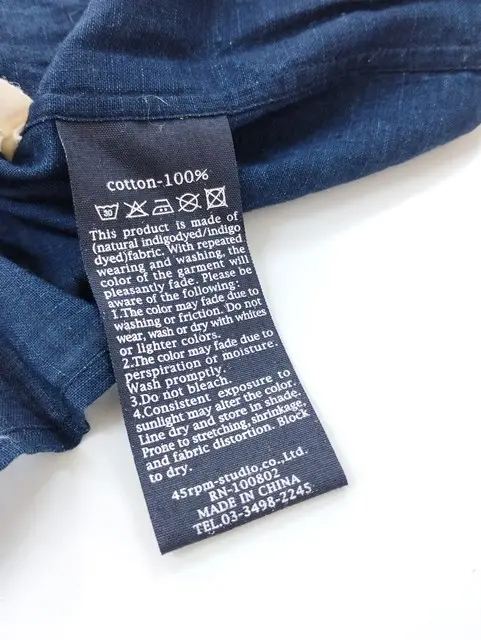 cotton-100%
30
This product is made of
(natural indigodyed/indigo
dyed)fabric. With repeated
wearing and washing, the
color of the garment will
pleasantly fade. Please be
aware of the following:
1.The color may fade due to
washing or friction. Do not
wear, wash or dry with whites
or lighter colors.
2.The color may fade due to
perspiration or moisture.
Wash promptly.
3.Do not bleach.
4.Consistent exposure to
sunlight may alter the color.
Line dry and store in shade.
Probe to stretching,shrinkage,
and fabric distortion. Block
to dry.
45rpm-studio.co.,Ltd.
RN-100802
MADE IN CHINA
TEL.03-3498-2245